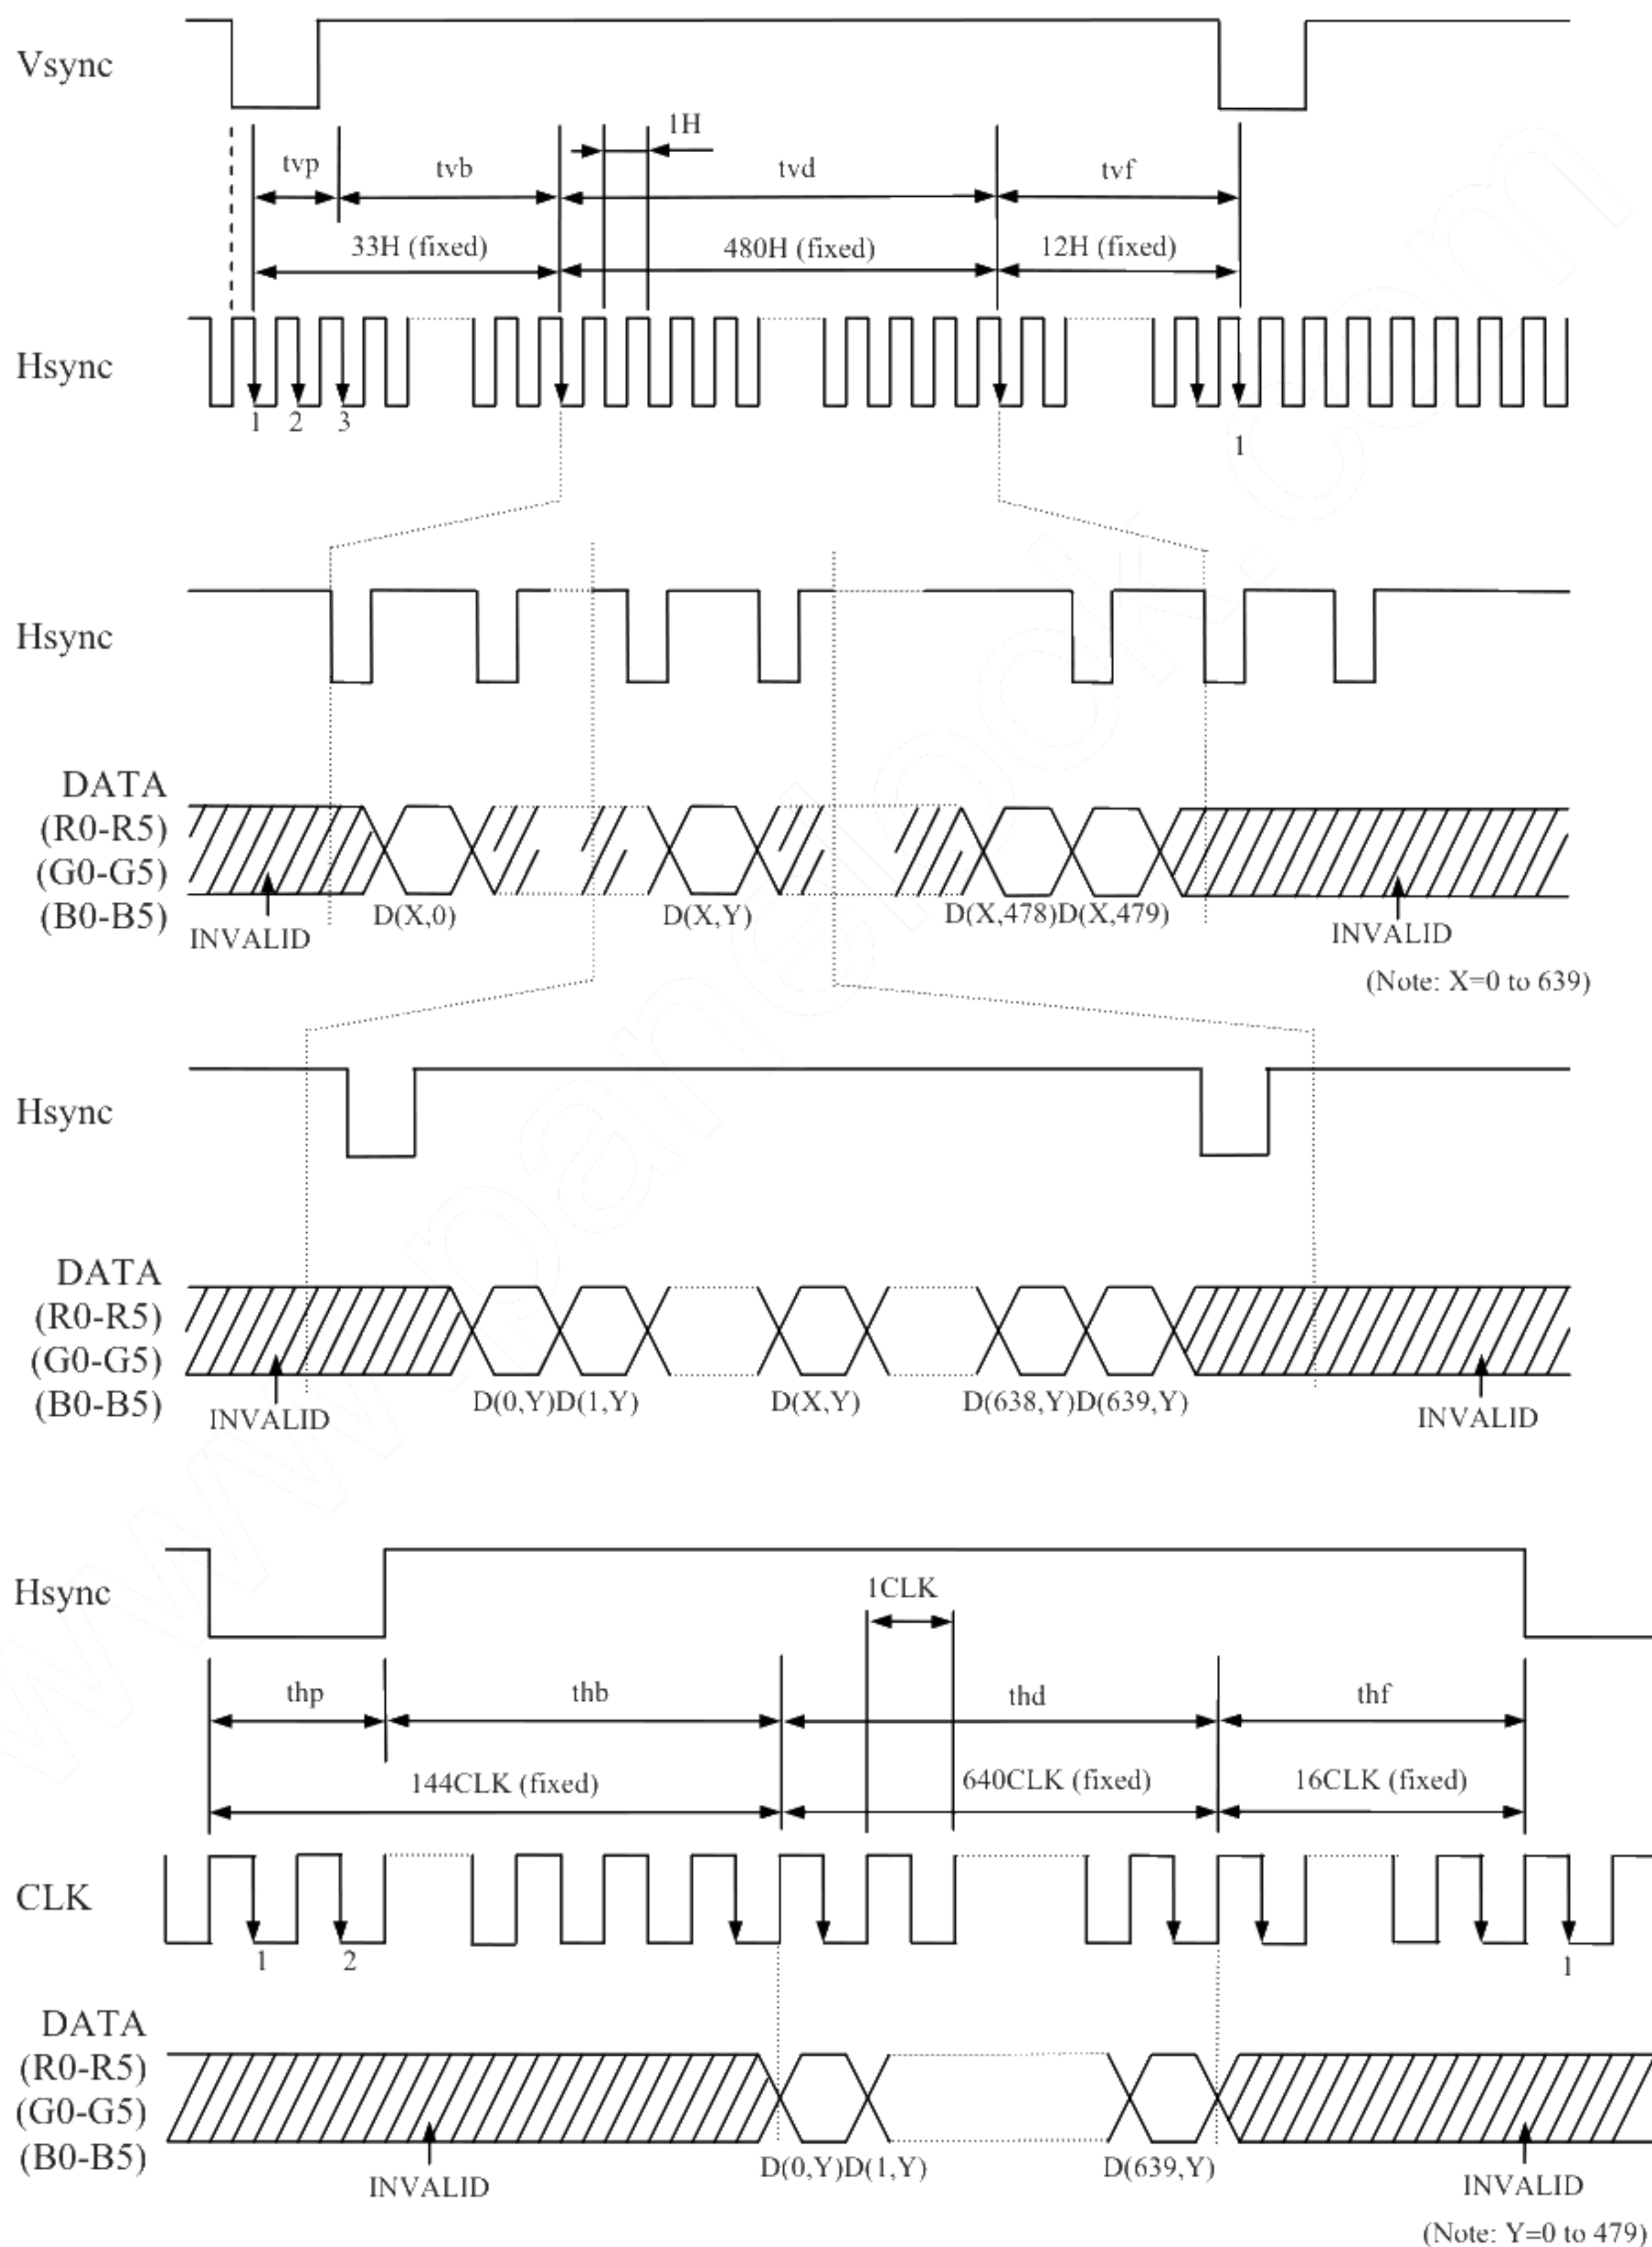 Vsync
1H
tvp tvb tvd tvf
33H (fixed) 480H (fixed) 12H (fixed)
Hsync
1 2 3 1
Hsync
DATA
(R0-R5)
(G0-G5)
(B0-B5)
D(X,0) D(X,Y) D(X,478)D(X,479)
INVALID INVALID
(Note: X=0 to 639)
Hsync
DATA
(R0-R5)
(G0-G5)
(B0-B5)
D(0,Y)D(1,Y) D(X,Y) D(638,Y)D(639,Y)
INVALID INVALID
Hsync
1CLK
thp thb thd thf
144CLK (fixed) 640CLK (fixed) 16CLK (fixed)
CLK
1 2 1
DATA
(R0-R5)
(G0-G5)
(B0-B5)
D(0,Y)D(1,Y) D(639,Y)
INVALID INVALID
(Note: Y=0 to 479)
www.panelook.com